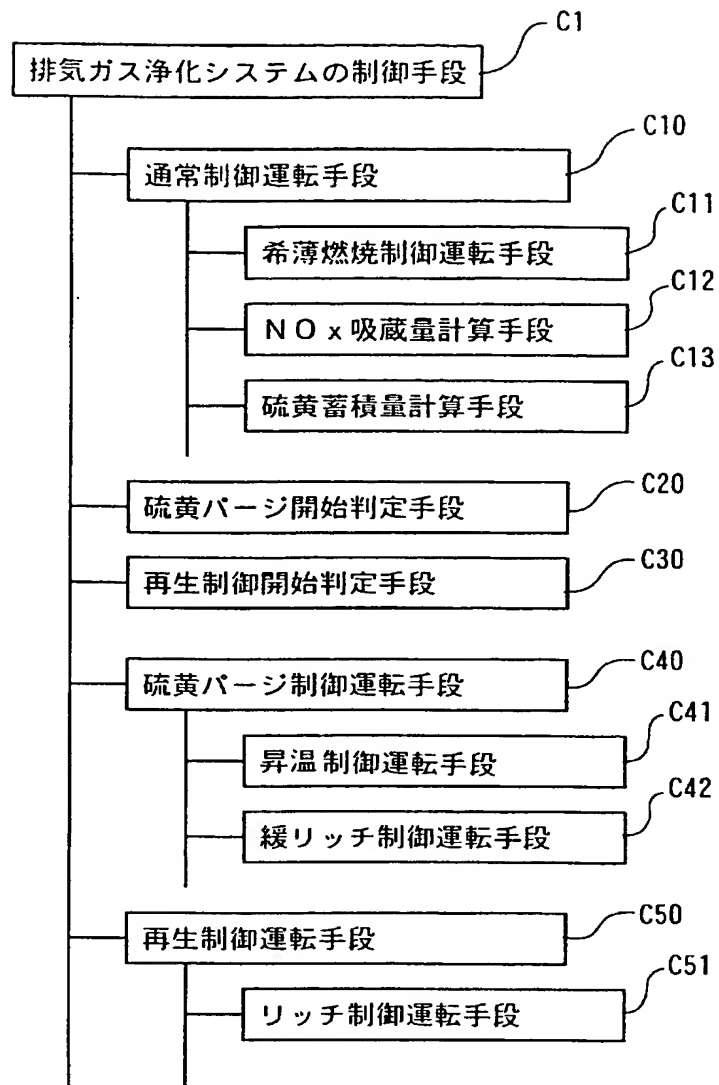 C1
排気ガス浄化システムの制御手段
C10
通常制御運転手段
C11
希薄燃焼制御運転手段
C12
NOx吸蔵量計算手段
C13
硫黄蓄積量計算手段
C20
硫黄パージ開始判定手段
C30
再生制御開始判定手段
C40
硫黄パージ制御運転手段
C41
昇温制御運転手段
C42
緩リッチ制御運転手段
C50
再生制御運転手段
C51
リッチ制御運転手段